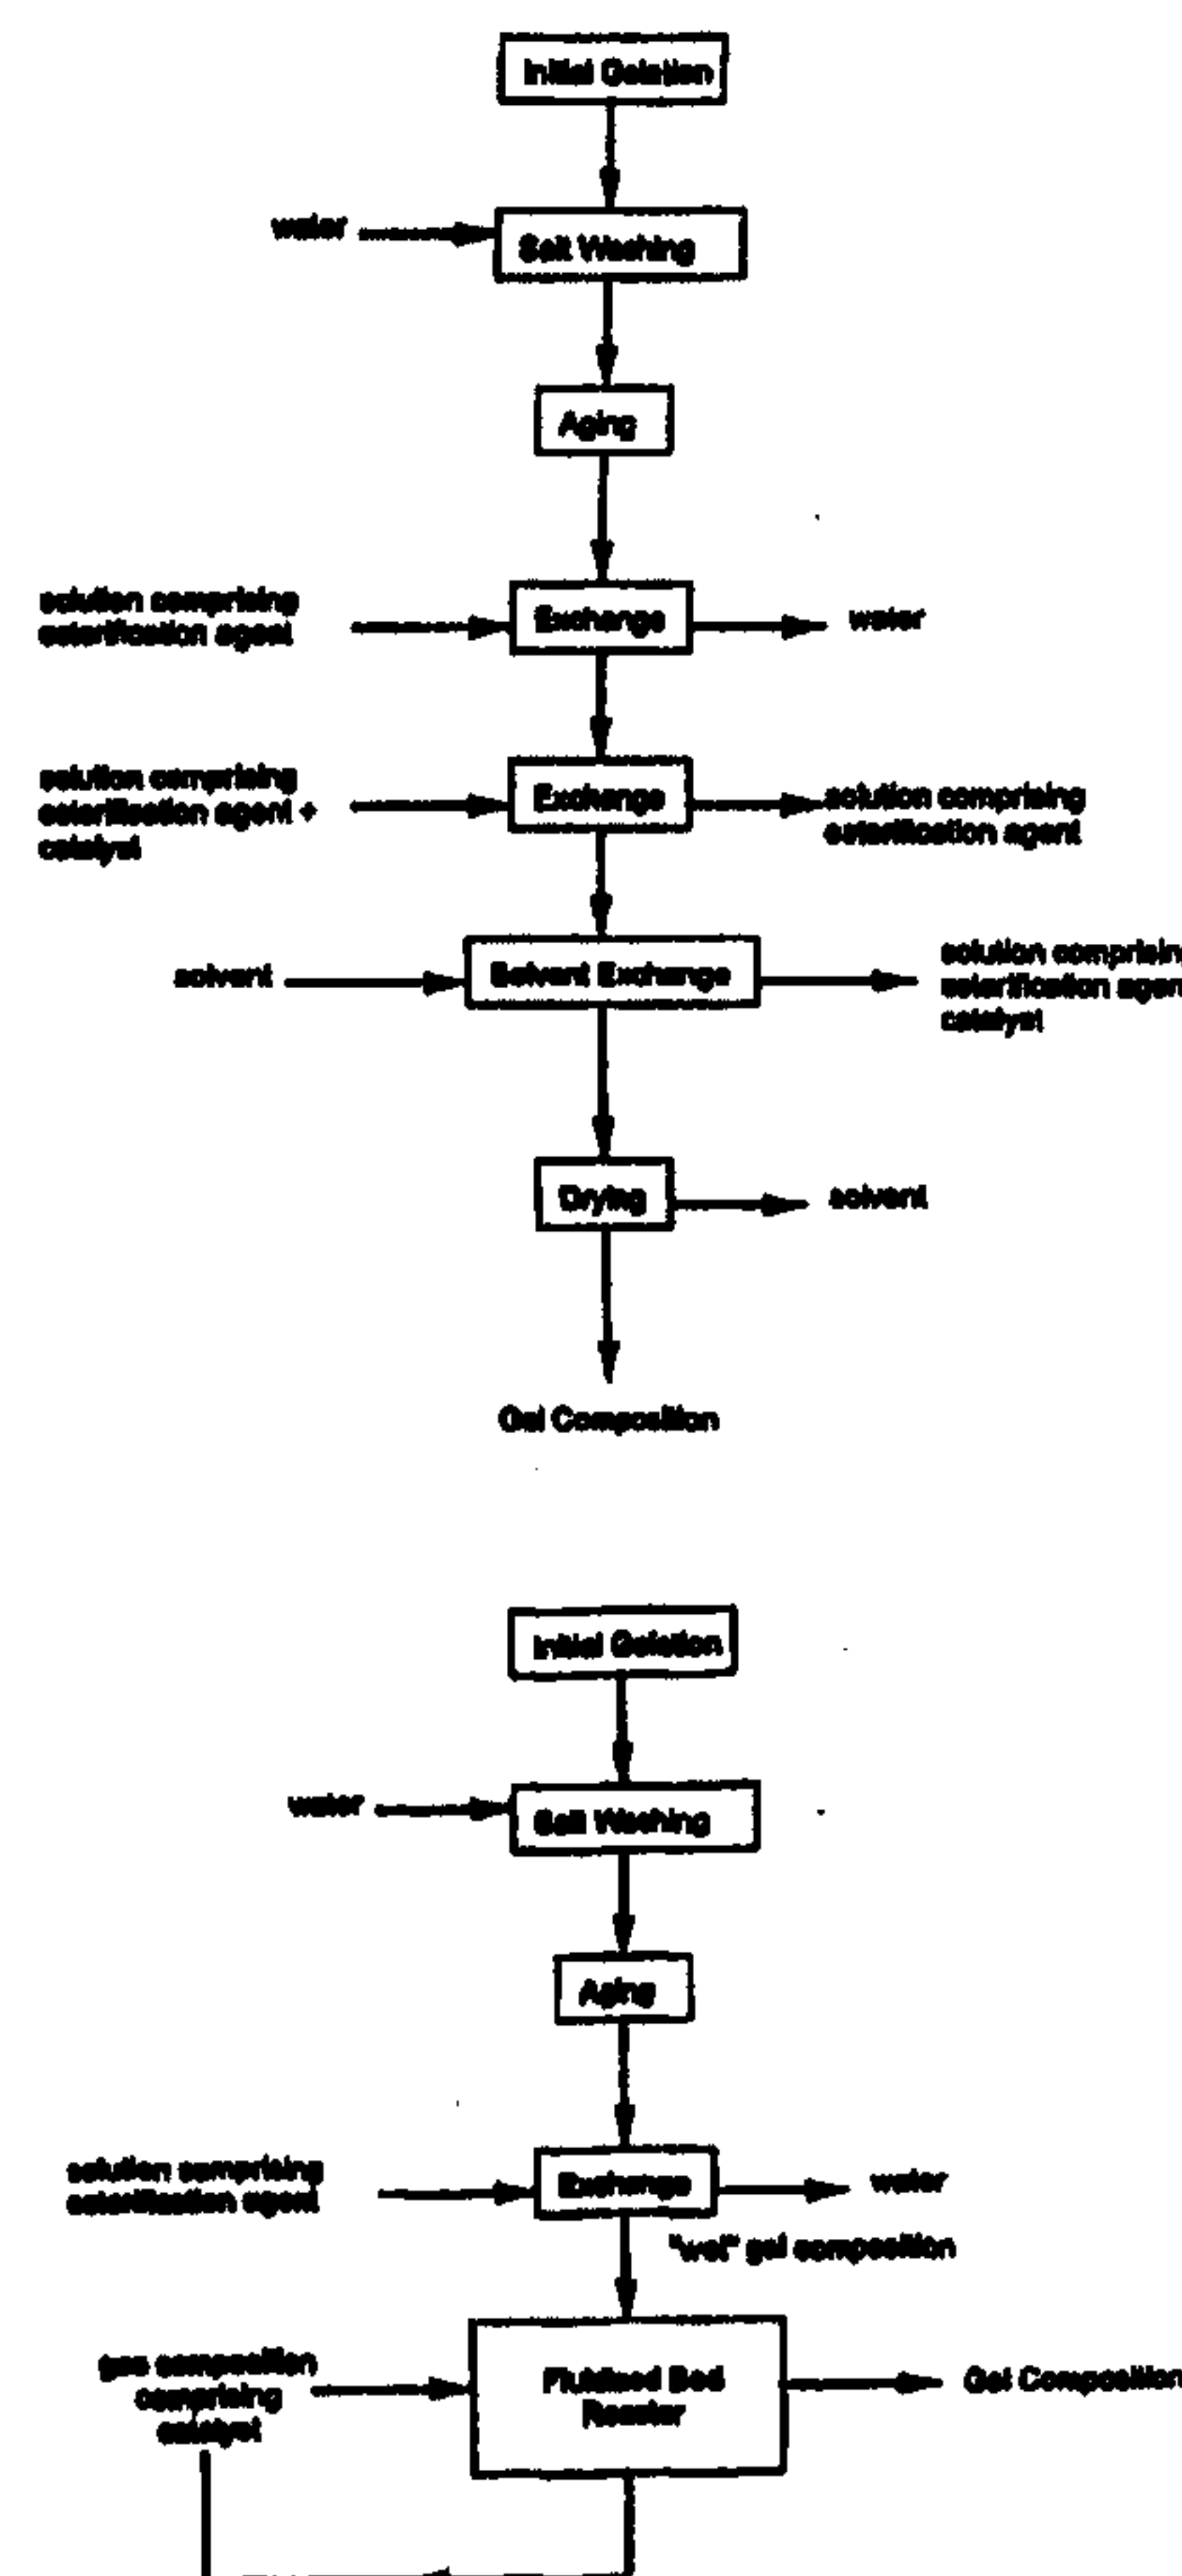 Initial Gelation
water
Salt Washing
Aging
solution comprising
esterification agent
Exchange
water
solution comprising
esterification agent +
catalyst
Exchange
solution comprising
esterification agent
solvent
Solvent Exchange
solution comprising
esterification agent
catalyst
Drying
solvent
Gel Composition
Initial Gelation
water
Salt Washing
Aging
solution comprising
esterification agent
Exchange
water
"wet" gel composition
gas composition
comprising
catalyst
Fluidized Bed
Reactor
Gel Composition